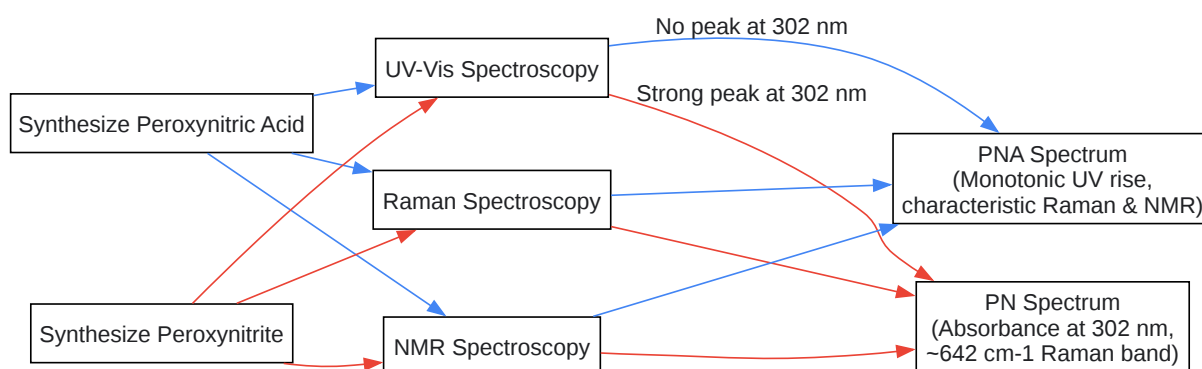 No peak at 302 nm
UV-Vis Spectroscopy
Strong peak at 302 nm
Synthesize Peroxynitric Acid
PNA Spectrum
(Monotonic UV rise,
characteristic Raman & NMR)
Raman Spectroscopy
Synthesize Peroxynitrite
NMR Spectroscopy
PN Spectrum
(Absorbance at 302 nm,
~642 cm-1 Raman band)